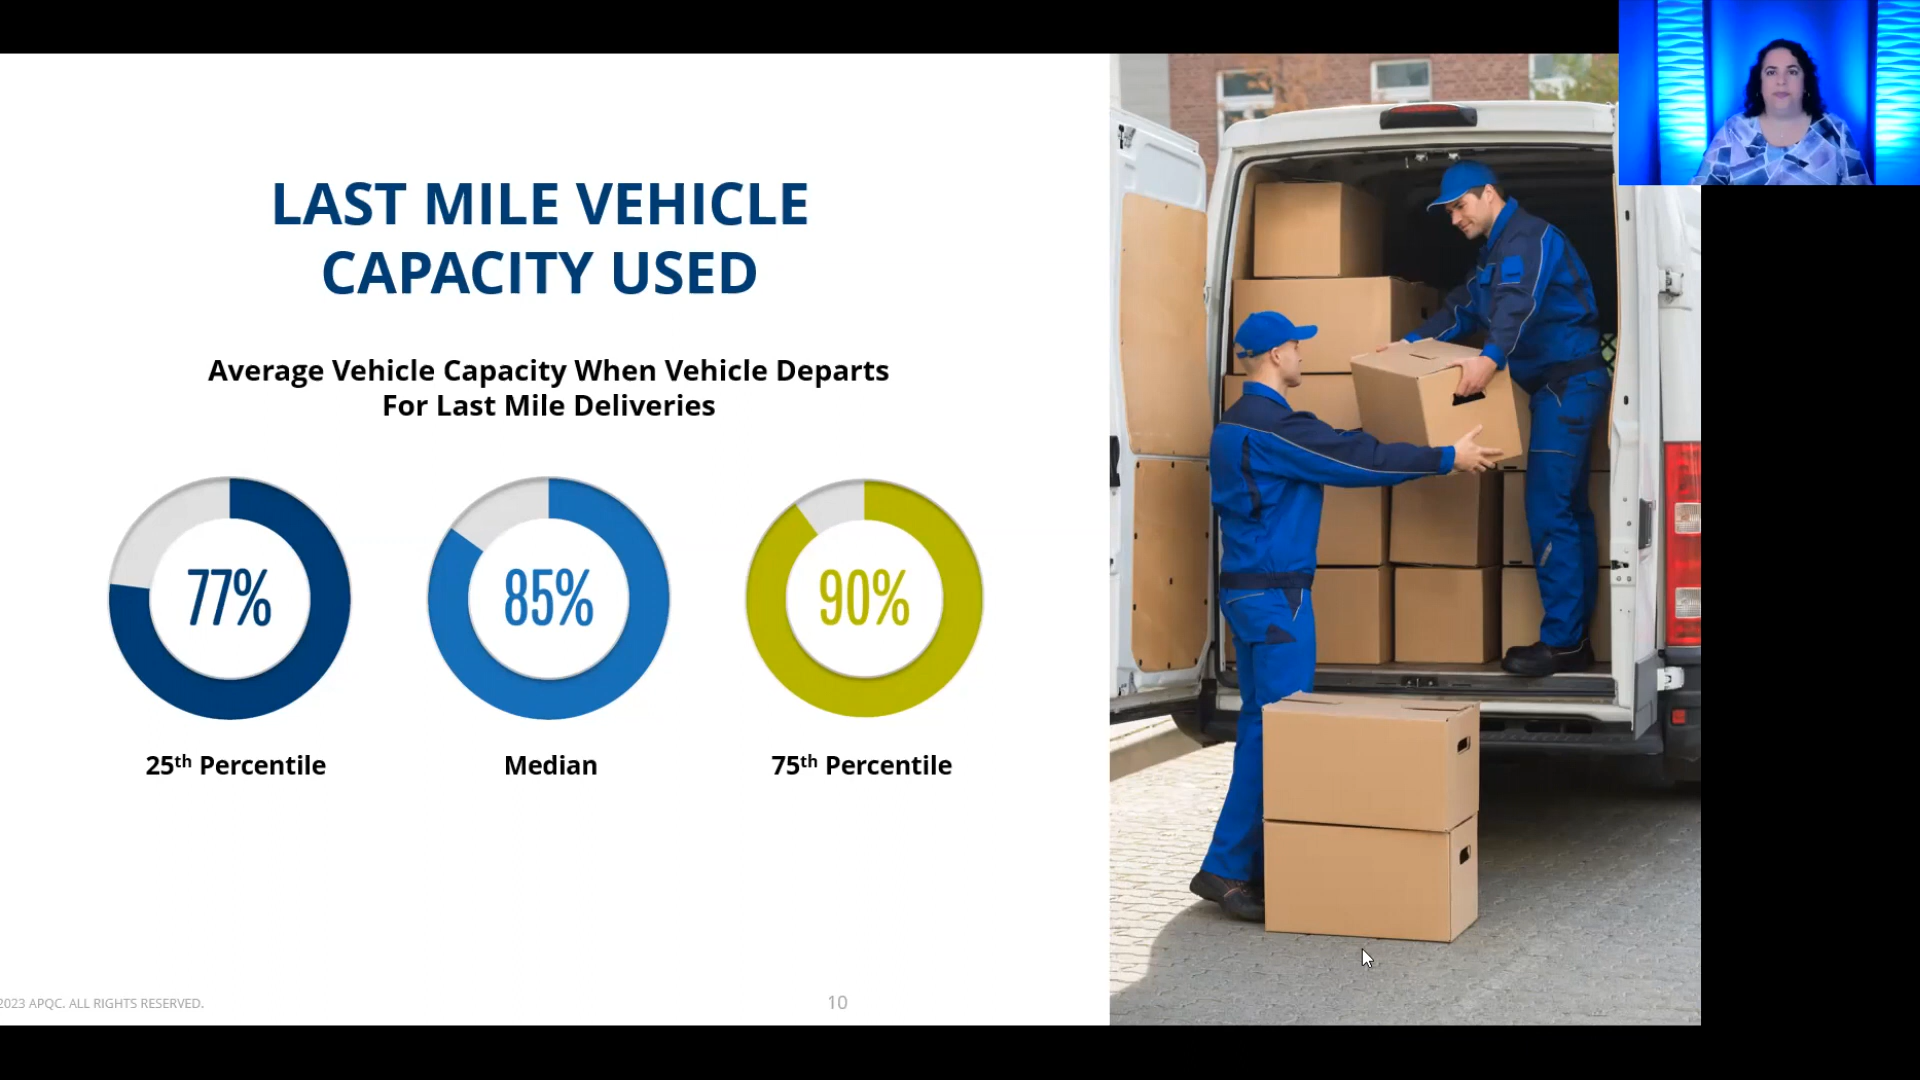 LAST MILE VEHICLE
CAPACITY USED
Average Vehicle Capacity When Vehicle Departs
For Last Mile Deliveries
77%
85%
90%
25th Percentile
Median
75th Percentile
2023 APQC. ALL RIGHTS RESERVED.
10